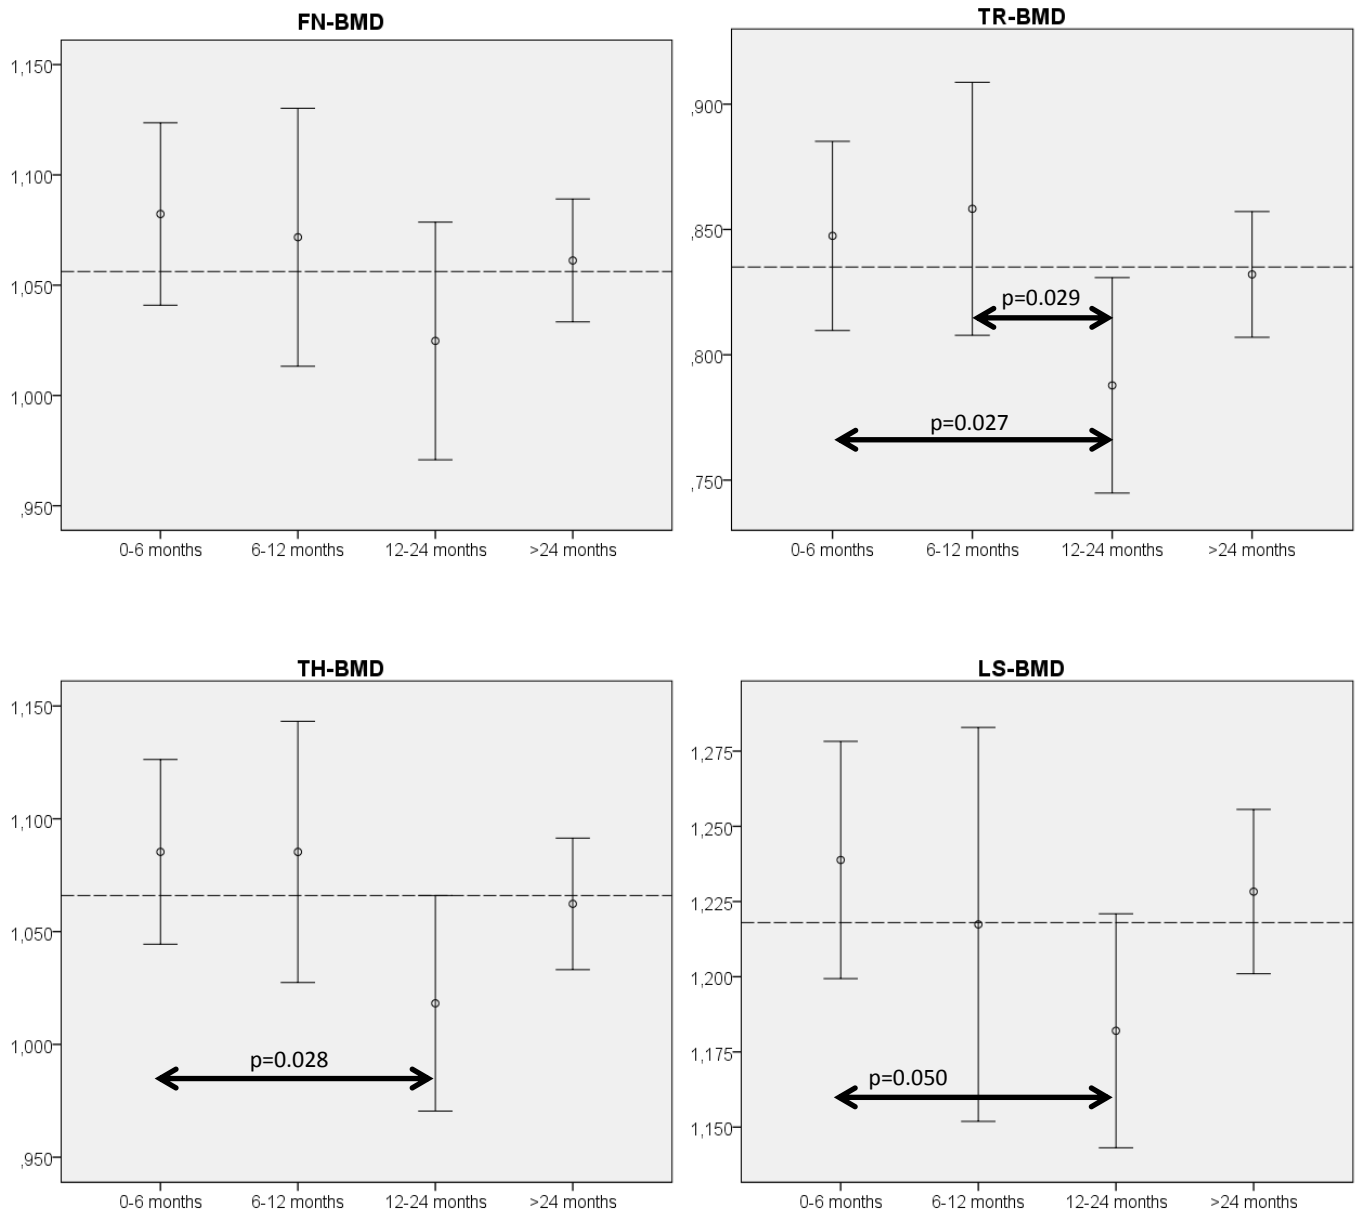 FN-BMD
1,150
1,100
1,050
1,000
,950
0-6 months 6-12 months 12-24 months >24 months
TR-BMD
,900
,850
,800
,750
p=0.029
p=0.027
0-6 months 6-12 months 12-24 months >24 months
TH-BMD
1,150
1,100
1,050
1,000
,950
p=0.028
0-6 months 6-12 months 12-24 months >24 months
LS-BMD
1,275
1,250
1,225
1,200
1,175
1,150
p=0.050
0-6 months 6-12 months 12-24 months >24 months